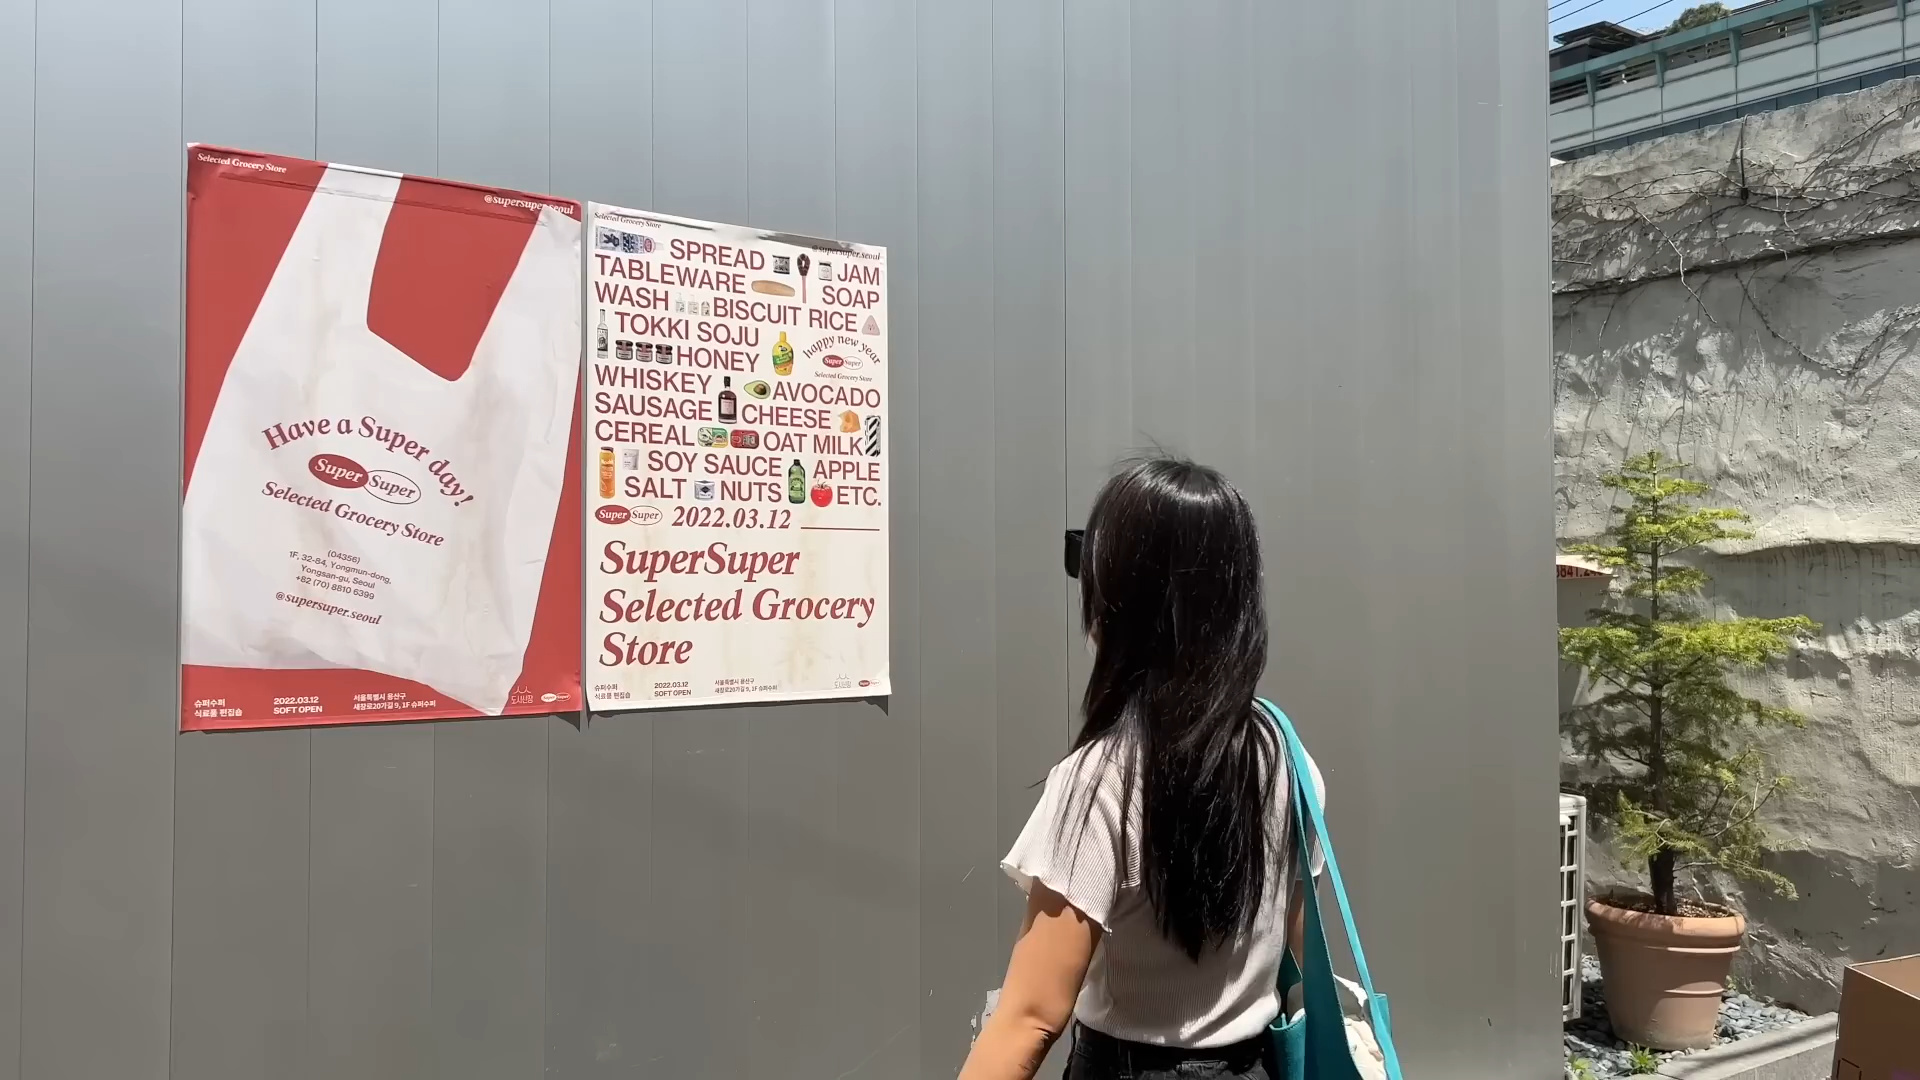 Selected Grocery Store
@supersuper.seoul
Have a Super day!
Super Super
Selected Grocery Store
(04356)
1F, 32-84, Yongmun-dong,
Yongsan-gu, Seoul
+82 (70) 8810 6399
@supersuper.seoul
슈퍼수퍼
식료품 편집숍
2022.03.12
SOFT OPEN
서울특별시 용산구
새창로20가길 9, 1F 슈퍼수퍼
Selected Grocery Store
@supersuper.seoul
SPREAD JAM
TABLEWARE SOAP
WASH BISCUIT RICE
TOKKI SOJU
HONEY
happy new year
Super Super
Selected Grocery Store
WHISKEY AVOCADO
SAUSAGE CHEESE
CEREAL OAT MILK
SOY SAUCE APPLE
SALT NUTS ETC.
Super Super 2022.03.12
SuperSuper
Selected Grocery
Store
슈퍼수퍼
식료품 편집숍
2022.03.12
SOFT OPEN
서울특별시 용산구
새창로20가길 9, 1F 슈퍼수퍼